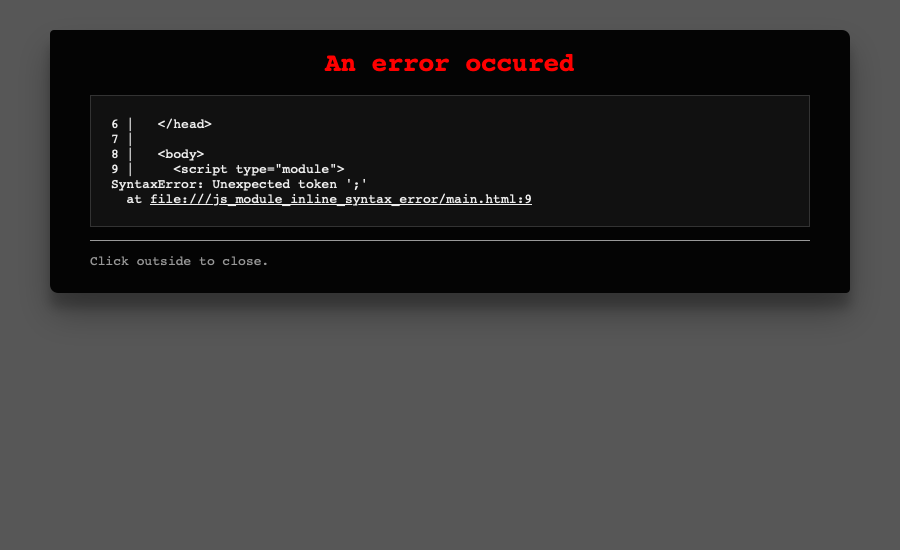 An error occured
6 |   </head>
7 |
8 |   <body>
9 |     <script type="module">
SyntaxError: Unexpected token ';'
  at file:///js_module_inline_syntax_error/main.html:9
Click outside to close.